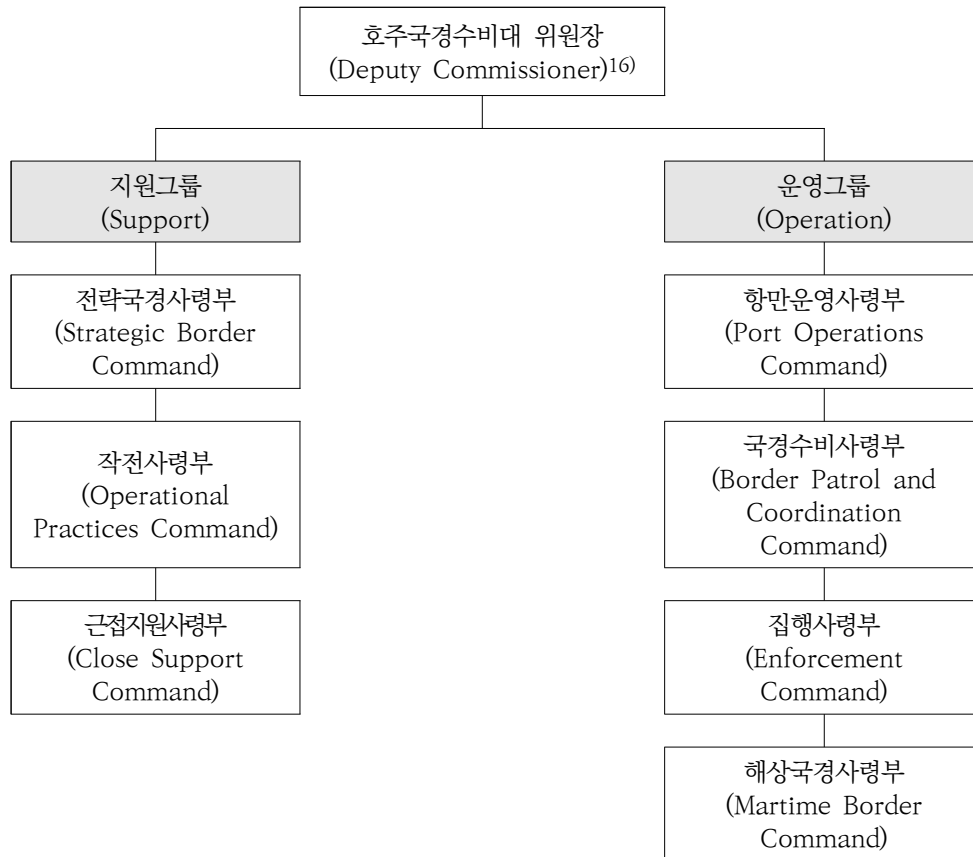 호주국경수비대 위원장
(Deputy Commissioner)16)
지원그룹
(Support)
운영그룹
(Operation)
전략국경사령부
(Strategic Border
Command)
항만운영사령부
(Port Operations
Command)
작전사령부
(Operational
Practices Command)
국경수비사령부
(Border Patrol and
Coordination
Command)
근접지원사령부
(Close Support
Command)
집행사령부
(Enforcement
Command)
해상국경사령부
(Martime Border
Command)